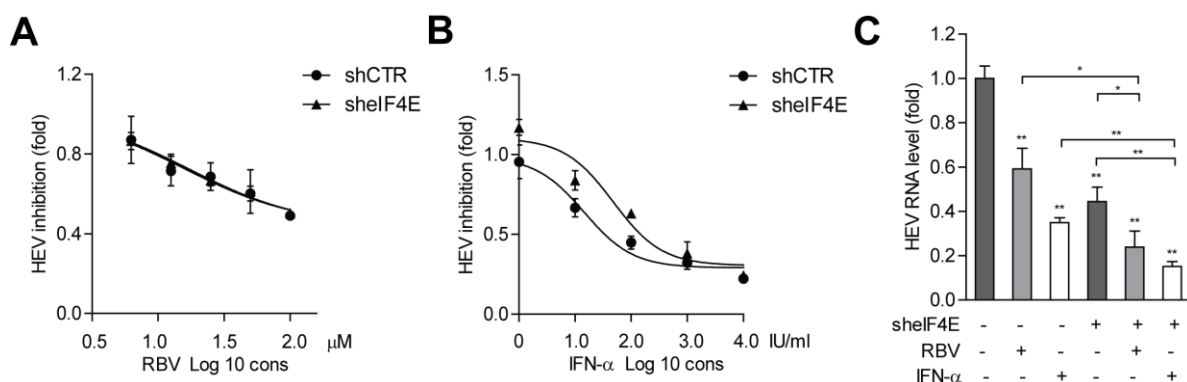 A
B
C
shCTR
sheIF4E
HEV inhibition (fold)
1.2
0.8
0.4
0.0
0.5
1.0
1.5
2.0
μM
RBV Log 10 cons
shCTR
sheIF4E
HEV inhibition (fold)
1.5
1.0
0.5
0.0
0
1.0
2.0
3.0
4.0
IU/ml
IFN-α Log 10 cons
HEV RNA level (fold)
1.2
1.0
0.8
0.6
0.4
0.2
0.0
*
*
**
**
**
**
**
**
**
sheIF4E - - - + + +
RBV - + - - + -
IFN-α - - + - - +